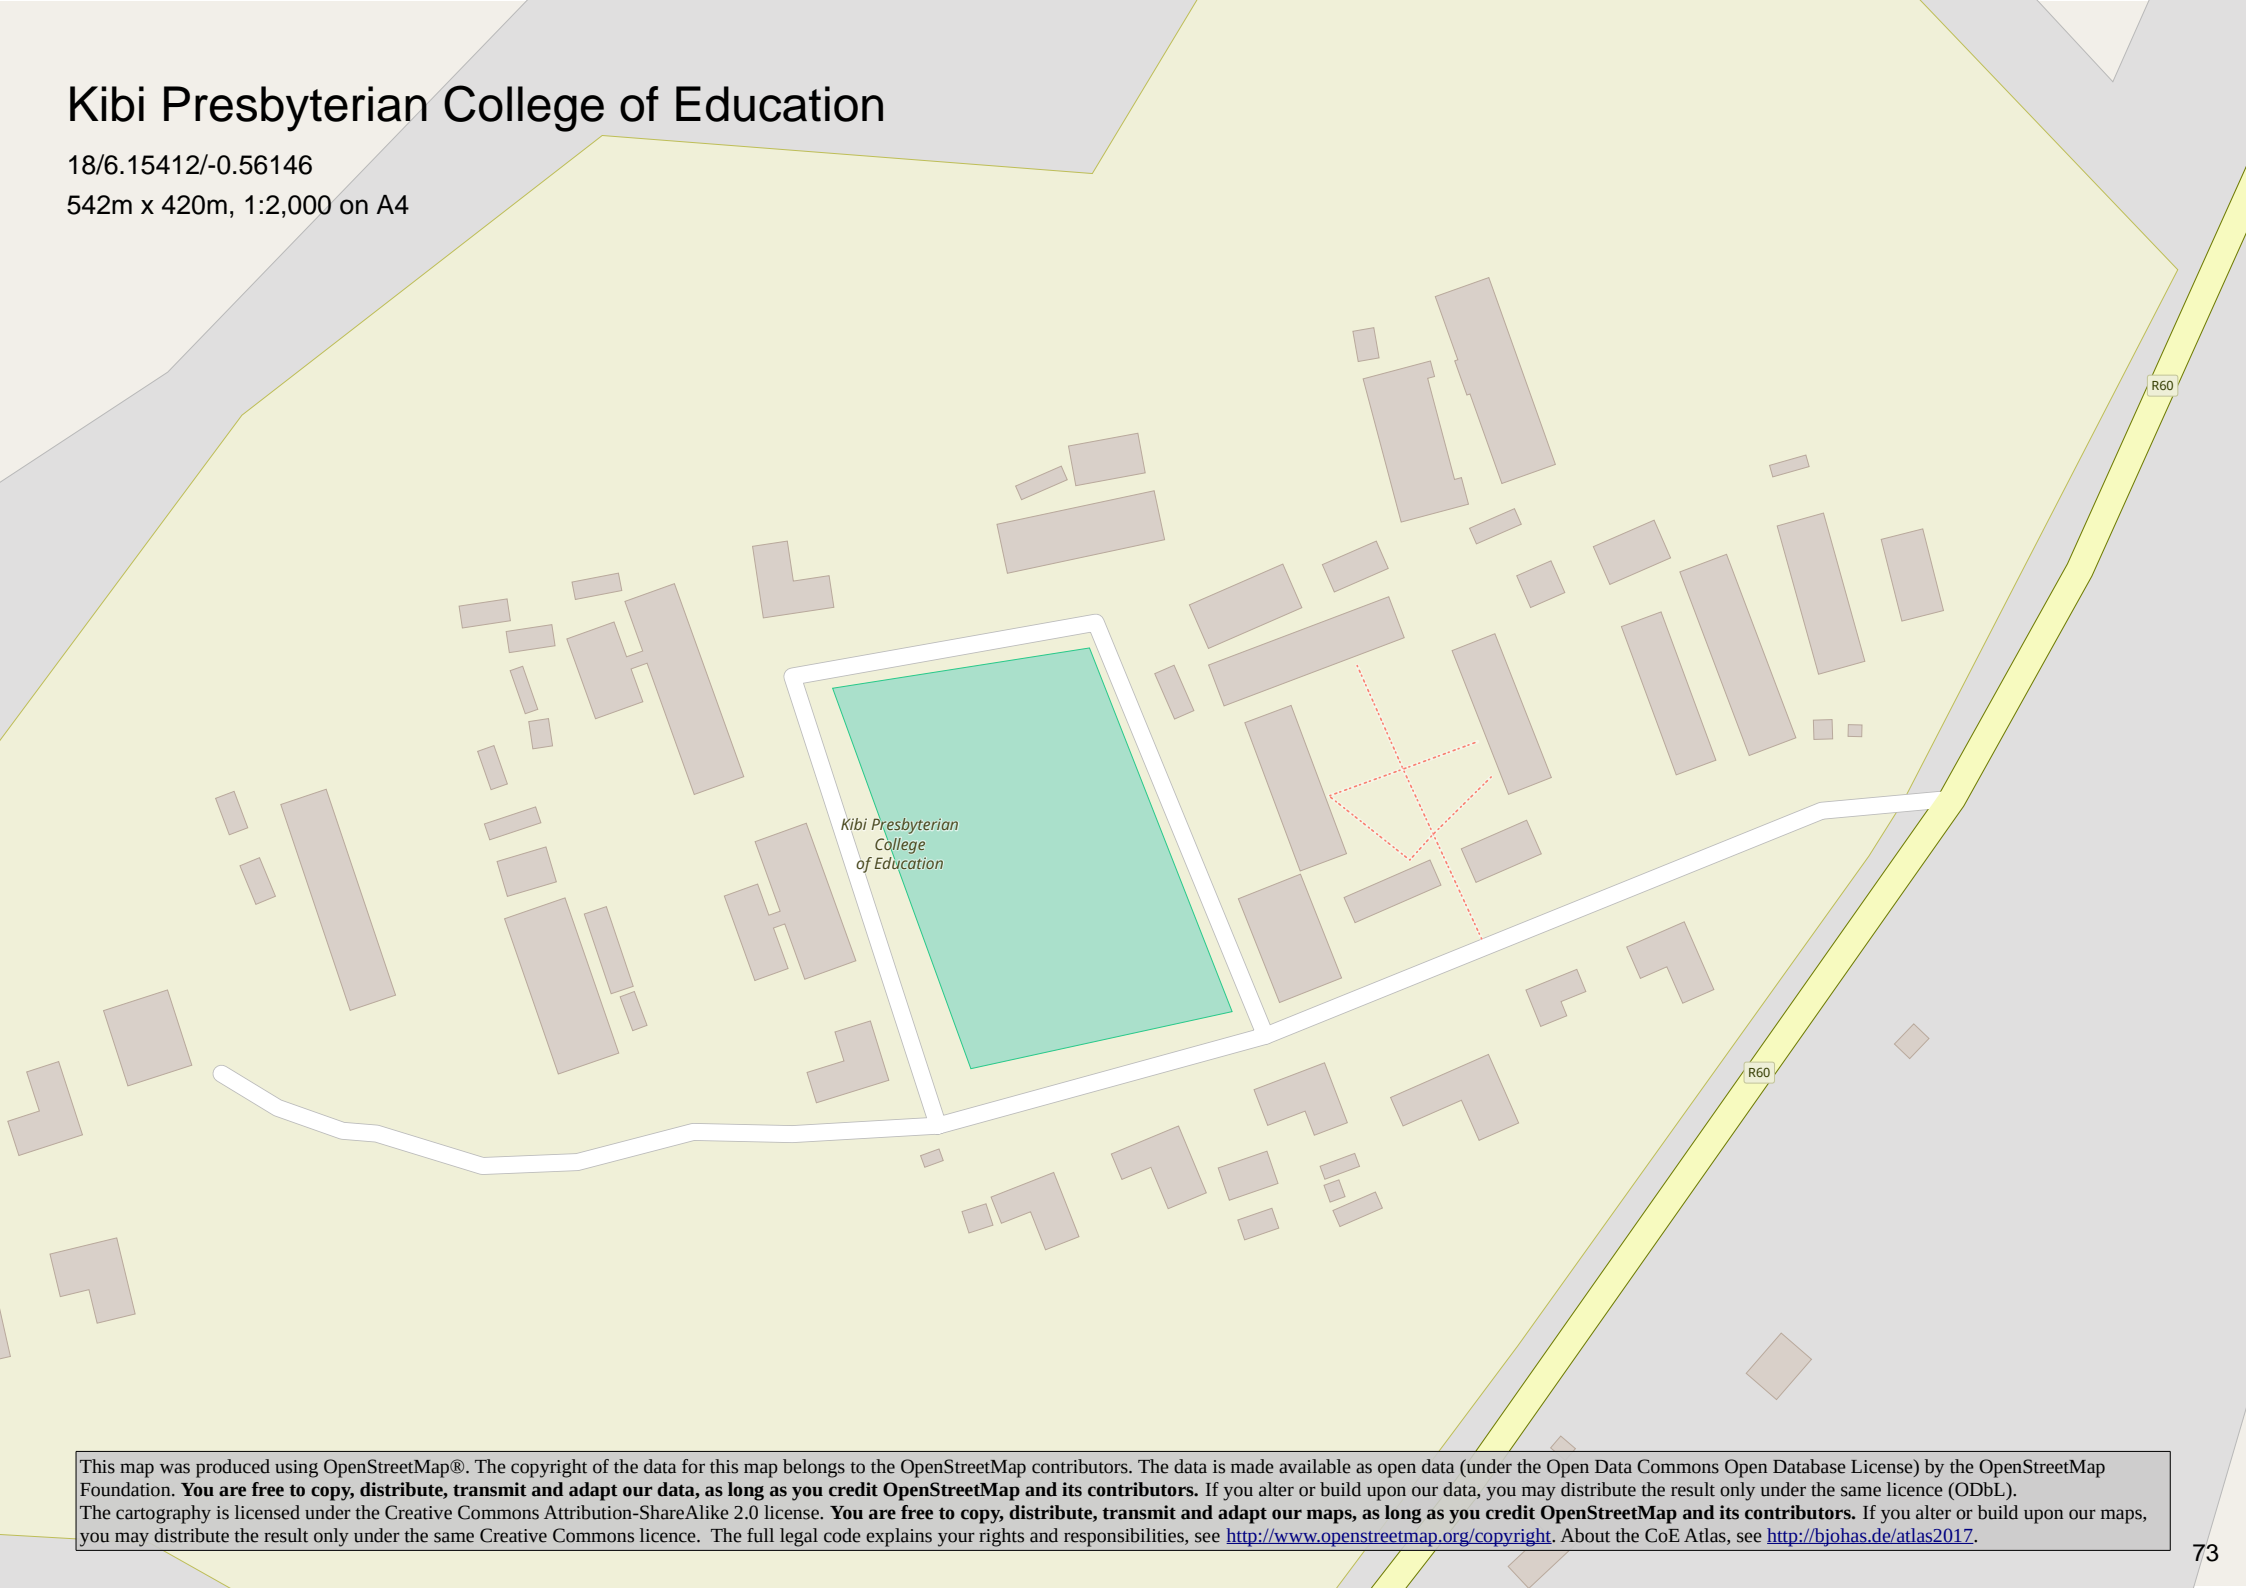 Kibi Presbyterian College of Education
18/6.15412/-0.56146
542m x 420m, 1:2,000 on A4
R60
Kibi Presbyterian
College
of Education
R60
This map was produced using OpenStreetMap®. The copyright of the data for this map belongs to the OpenStreetMap contributors. The data is made available as open data (under the Open Data Commons Open Database License) by the OpenStreetMap
Foundation. You are free to copy, distribute, transmit and adapt our data, as long as you credit OpenStreetMap and its contributors. If you alter or build upon our data, you may distribute the result only under the same licence (ODbL).
The cartography is licensed under the Creative Commons Attribution-ShareAlike 2.0 license. You are free to copy, distribute, transmit and adapt our maps, as long as you credit OpenStreetMap and its contributors. If you alter or build upon our maps,
you may distribute the result only under the same Creative Commons licence.  The full legal code explains your rights and responsibilities, see http://www.openstreetmap.org/copyright. About the CoE Atlas, see http://bjohas.de/atlas2017.
73